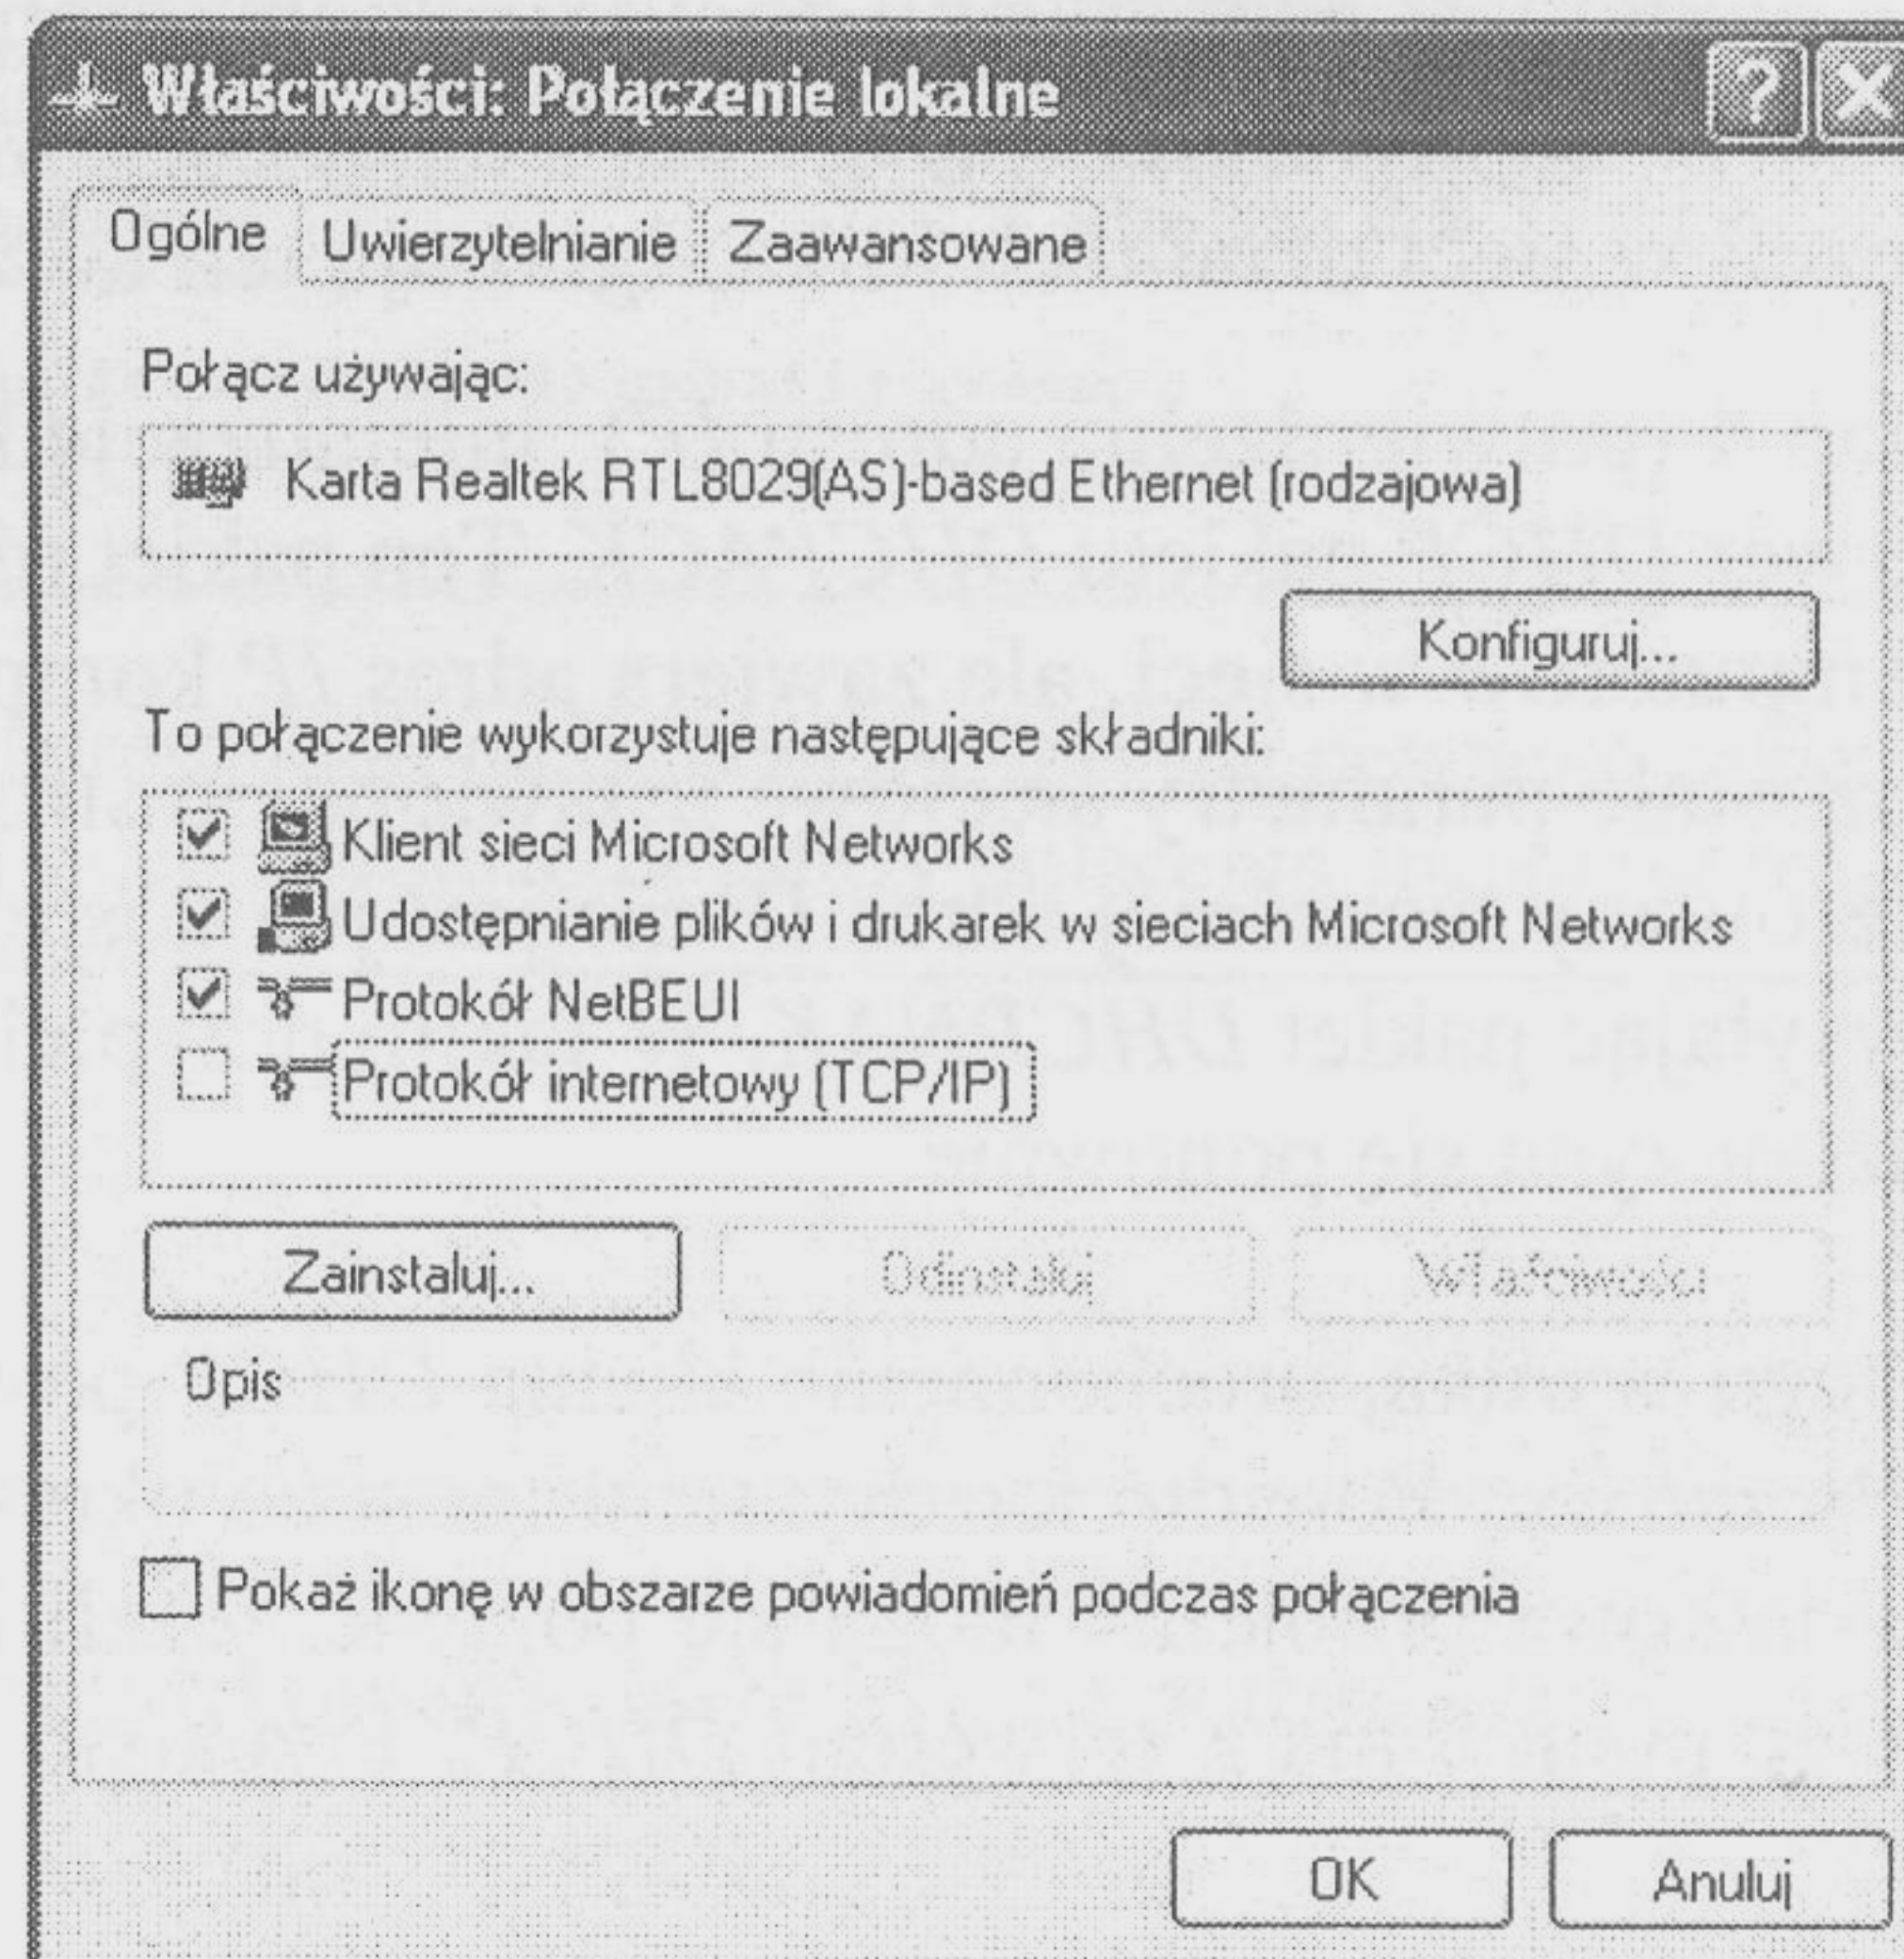 Właściwości: Połączenie lokalne
Ogólne Uwierzytelnianie Zaawansowane
Połącz używając:
Karta Realtek RTL8029(AS)-based Ethernet (rodzajowa)
Konfiguruj...
To połączenie wykorzystuje następujące składniki:
Klient sieci Microsoft Networks
Udostępnianie plików i drukarek w sieciach Microsoft Networks
Protokół NetBEUI
Protokół internetowy (TCP/IP)
Zainstaluj... Odinstaluj Właściwości
Opis
Pokaż ikonę w obszarze powiadomień podczas połączenia
OK Anuluj